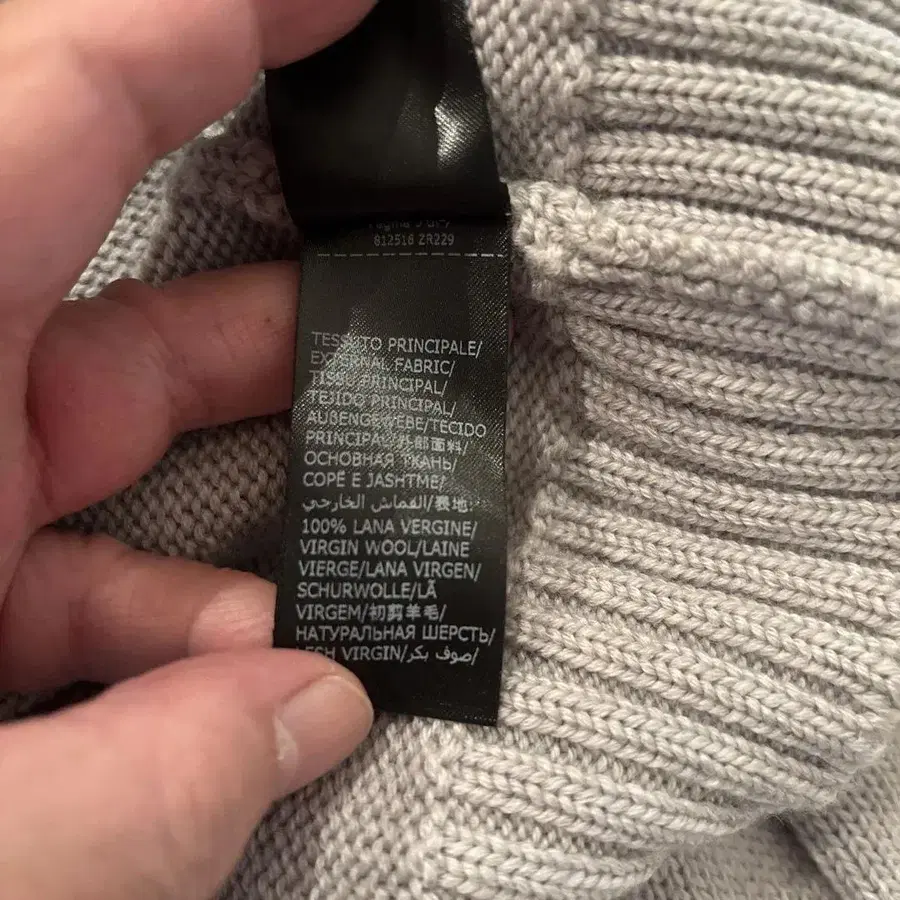 812516 ZR229
TESSUTO PRINCIPALE/
EXTERNAL FABRIC/
TISSU PRINCIPAL/
TEJIDO PRINCIPAL/
AUßENGEWEBE/TECIDO
PRINCIPAL/外部面料/
ОСНОВНАЯ ТКАНЬ/
COPË E JASHTME/
القماش الخارجي/表地:
100% LANA VERGINE/
VIRGIN WOOL/LAINE
VIERGE/LANA VIRGEN/
SCHURWOLLE/LÃ
VIRGEM/初剪羊毛/
НАТУРАЛЬНАЯ ШЕРСТЬ/
LESH VIRGIN/صوف بكر/